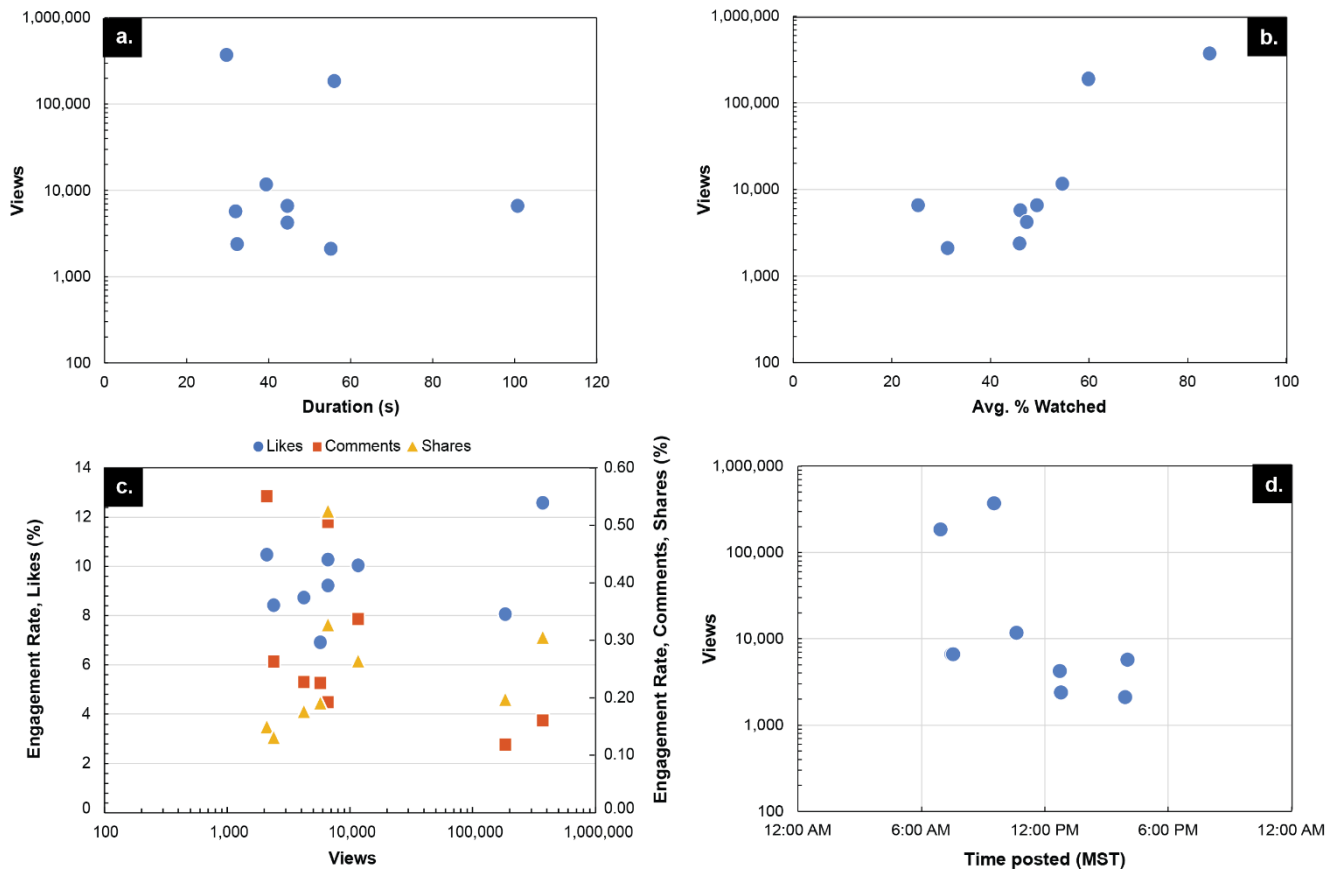 a.
1,000,000
100,000
10,000
1,000
100
Views
0 20 40 60 80 100 120
Duration (s)
b.
1,000,000
100,000
10,000
1,000
100
Views
0 20 40 60 80 100
Avg. % Watched
Likes Comments Shares
c.
14
12
10
8
6
4
2
0
Engagement Rate, Likes (%)
0.60
0.50
0.40
0.30
0.20
0.10
0.00
Engagement Rate, Comments, Shares (%)
100 1,000 10,000 100,000 1,000,000
Views
d.
1,000,000
100,000
10,000
1,000
100
Views
12:00 AM 6:00 AM 12:00 PM 6:00 PM 12:00 AM
Time posted (MST)